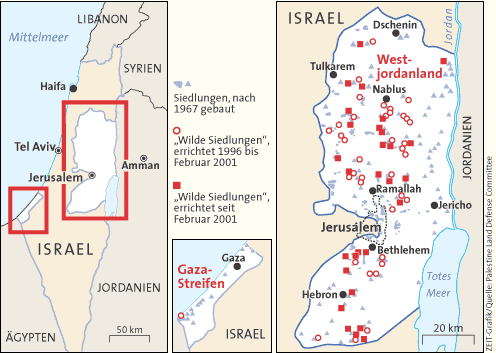 LIBANON
Mittelmeer
SYRIEN
Haifa
Tel Aviv
Amman
Jerusalem
ISRAEL
JORDANIEN
ÄGYPTEN
50 km
Siedlungen, nach
1967 gebaut
„Wilde Siedlungen“,
errichtet 1996 bis
Februar 2001
„Wilde Siedlungen“,
errichtet seit
Februar 2001
Gaza
Gaza-
Streifen
ISRAEL
ISRAEL
Dschenin
Jordan
West-
jordanland
Tulkarem
Nablus
JORDANIEN
Ramallah
Jericho
Jerusalem
Bethlehem
Totes
Meer
Hebron
20 km
ZEIT-Grafik/Quelle: Palestine Land Defense Committee